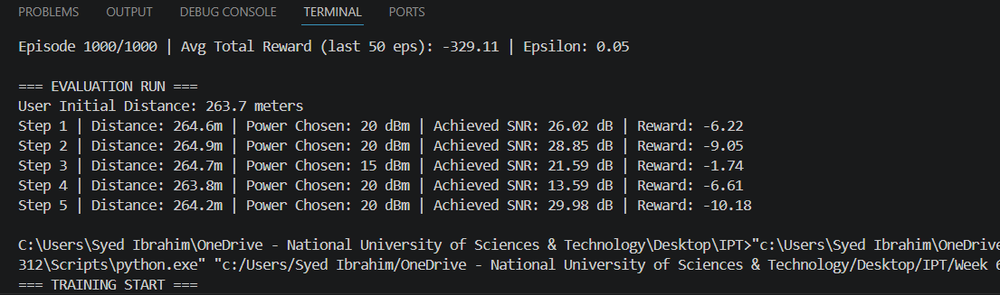 PROBLEMS OUTPUT DEBUG CONSOLE TERMINAL PORTS
Episode 1000/1000 | Avg Total Reward (last 50 eps): -329.11 | Epsilon: 0.05
=== EVALUATION RUN ===
User Initial Distance: 263.7 meters
Step 1 | Distance: 264.6m | Power Chosen: 20 dBm | Achieved SNR: 26.02 dB | Reward: -6.22
Step 2 | Distance: 264.9m | Power Chosen: 20 dBm | Achieved SNR: 28.85 dB | Reward: -9.05
Step 3 | Distance: 264.7m | Power Chosen: 15 dBm | Achieved SNR: 21.59 dB | Reward: -1.74
Step 4 | Distance: 263.8m | Power Chosen: 20 dBm | Achieved SNR: 13.59 dB | Reward: -6.61
Step 5 | Distance: 264.2m | Power Chosen: 20 dBm | Achieved SNR: 29.98 dB | Reward: -10.18
C:\Users\Syed Ibrahim\OneDrive - National University of Sciences & Technology\Desktop\IPT>"c:\Users\Syed Ibrahim\OneDrive
312\Scripts\python.exe" "c:/Users/Syed Ibrahim/OneDrive - National University of Sciences & Technology/Desktop/IPT/Week 6
=== TRAINING START ===